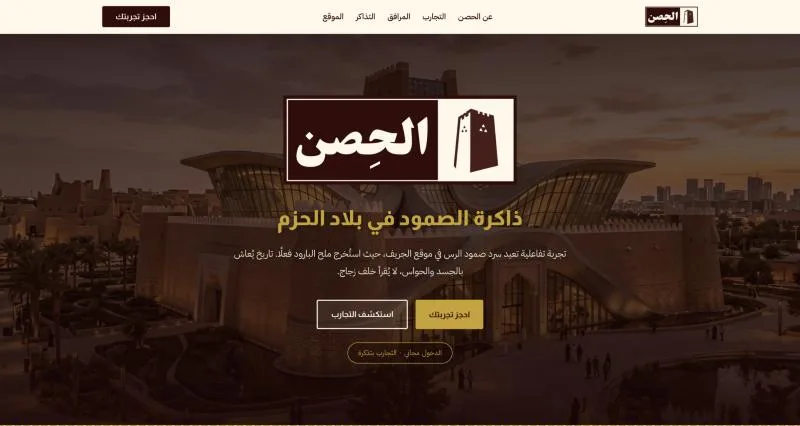 الحِصن
عن الحصن
التجارب
المرافق
التذاكر
الموقع
احجز تجربتك
الحِصن
ذاكرة الصمود في بلاد الحزم
تجربة تفاعلية تعيد سرد صمود الرس في موقع الجريف، حيث استُخرج ملح البارود فعلًا. تاريخ يُعاش
بالجسد والحواس، لا يُقرأ خلف زجاج.
احجز تجربتك
استكشف التجارب
الدخول مجاني · التجارب بتذكرة